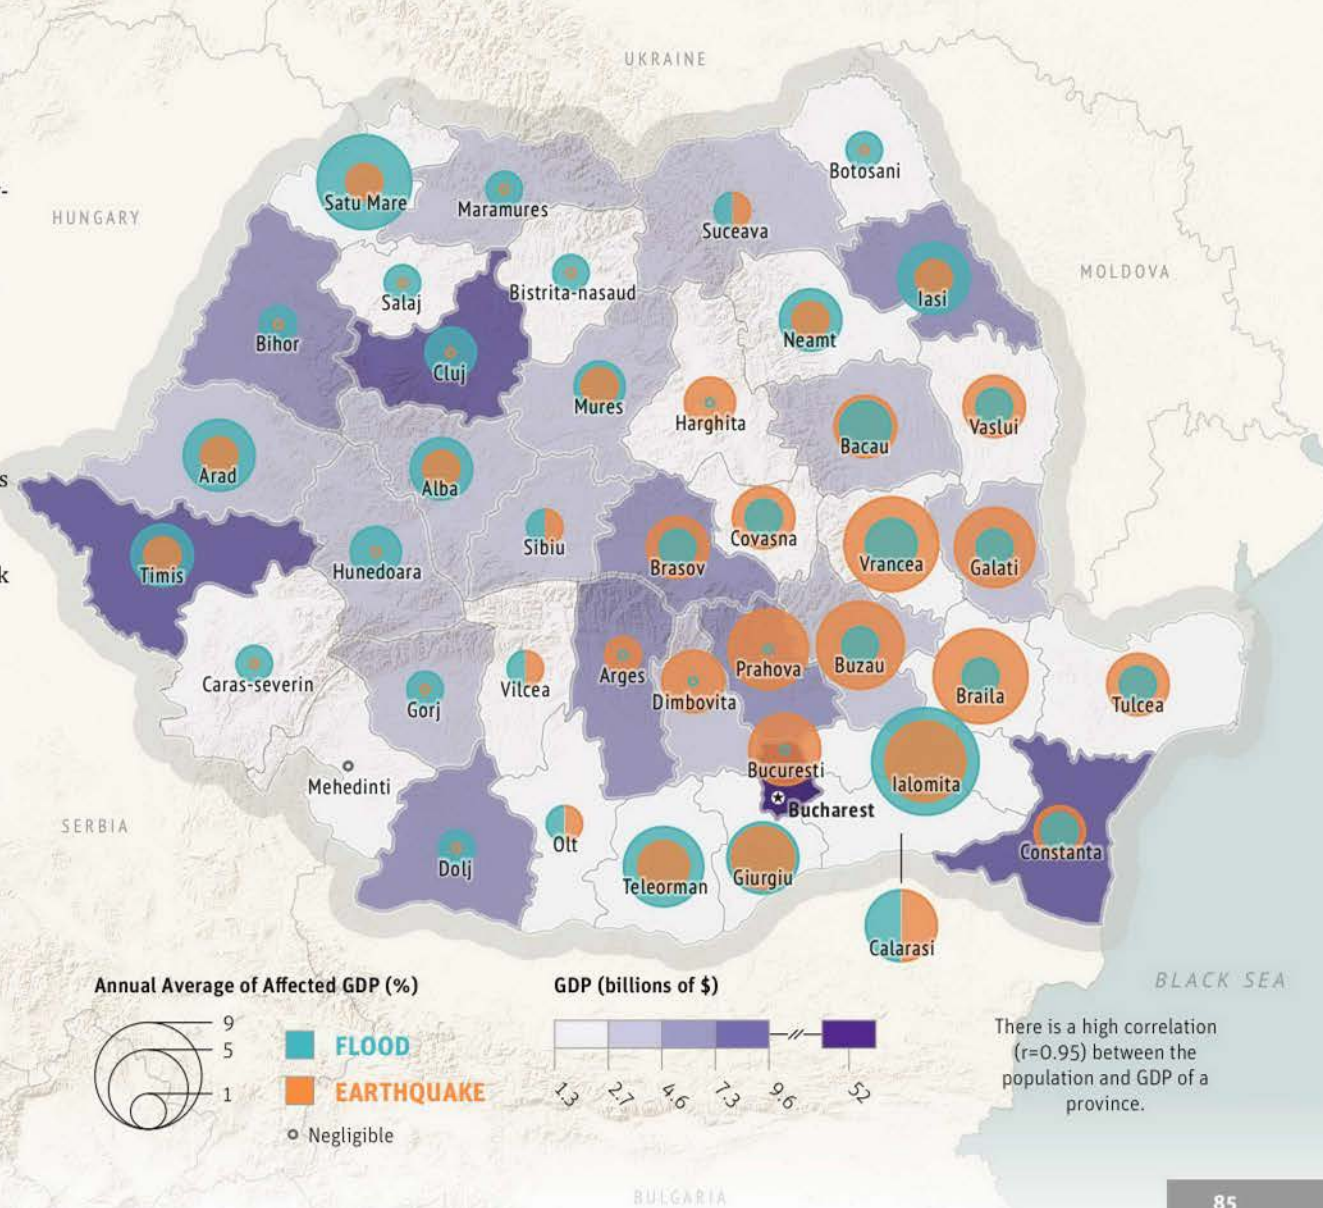 UKRAINE
HUNGARY
MOLDOVA
Satu Mare
Maramures
Suceava
Botosani
Salaj
Bistrita-nasaud
Iasi
Bihor
Cluj
Neamt
Mures
Harghita
Bacau
Vaslui
s
Arad
Alba
Sibiu
Covasna
Timis
Hunedoara
Brasov
Vrancea
Galati
k
Caras-severin
Gorj
Vilcea
Arges
Dimbovita
Prahova
Buzau
Braila
Tulcea
Mehedinti
Bucuresti
Ialomita
Bucharest
SERBIA
Dolj
Olt
Teleorman
Giurgiu
Constanta
Calarasi
BLACK SEA
Annual Average of Affected GDP (%)
9
5
1
FLOOD
EARTHQUAKE
Negligible
GDP (billions of $)
1.3
2.7
4.6
7.3
9.6
52
There is a high correlation
(r=0.95) between the
population and GDP of a
province.
BULGARIA
85